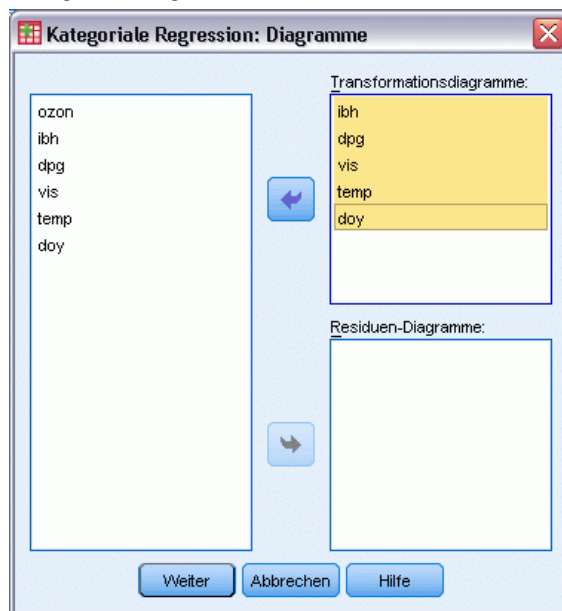 Kategoriale Regression: Diagramme
ozon
ibh
dpg
vis
temp
doy
Transformationsdiagramme:
ibh
dpg
vis
temp
doy
Residuen-Diagramme:
Weiter
Abbrechen
Hilfe